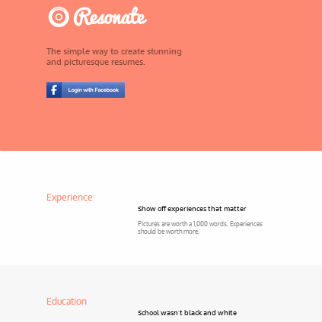 Resonate
The simple way to create stunning
and picturesque resumes.
f Login with Facebook
Experience
Show off experiences that matter
Pictures are worth a 1,000 words. Experiences
should be worth more.
Education
School wasn't black and white